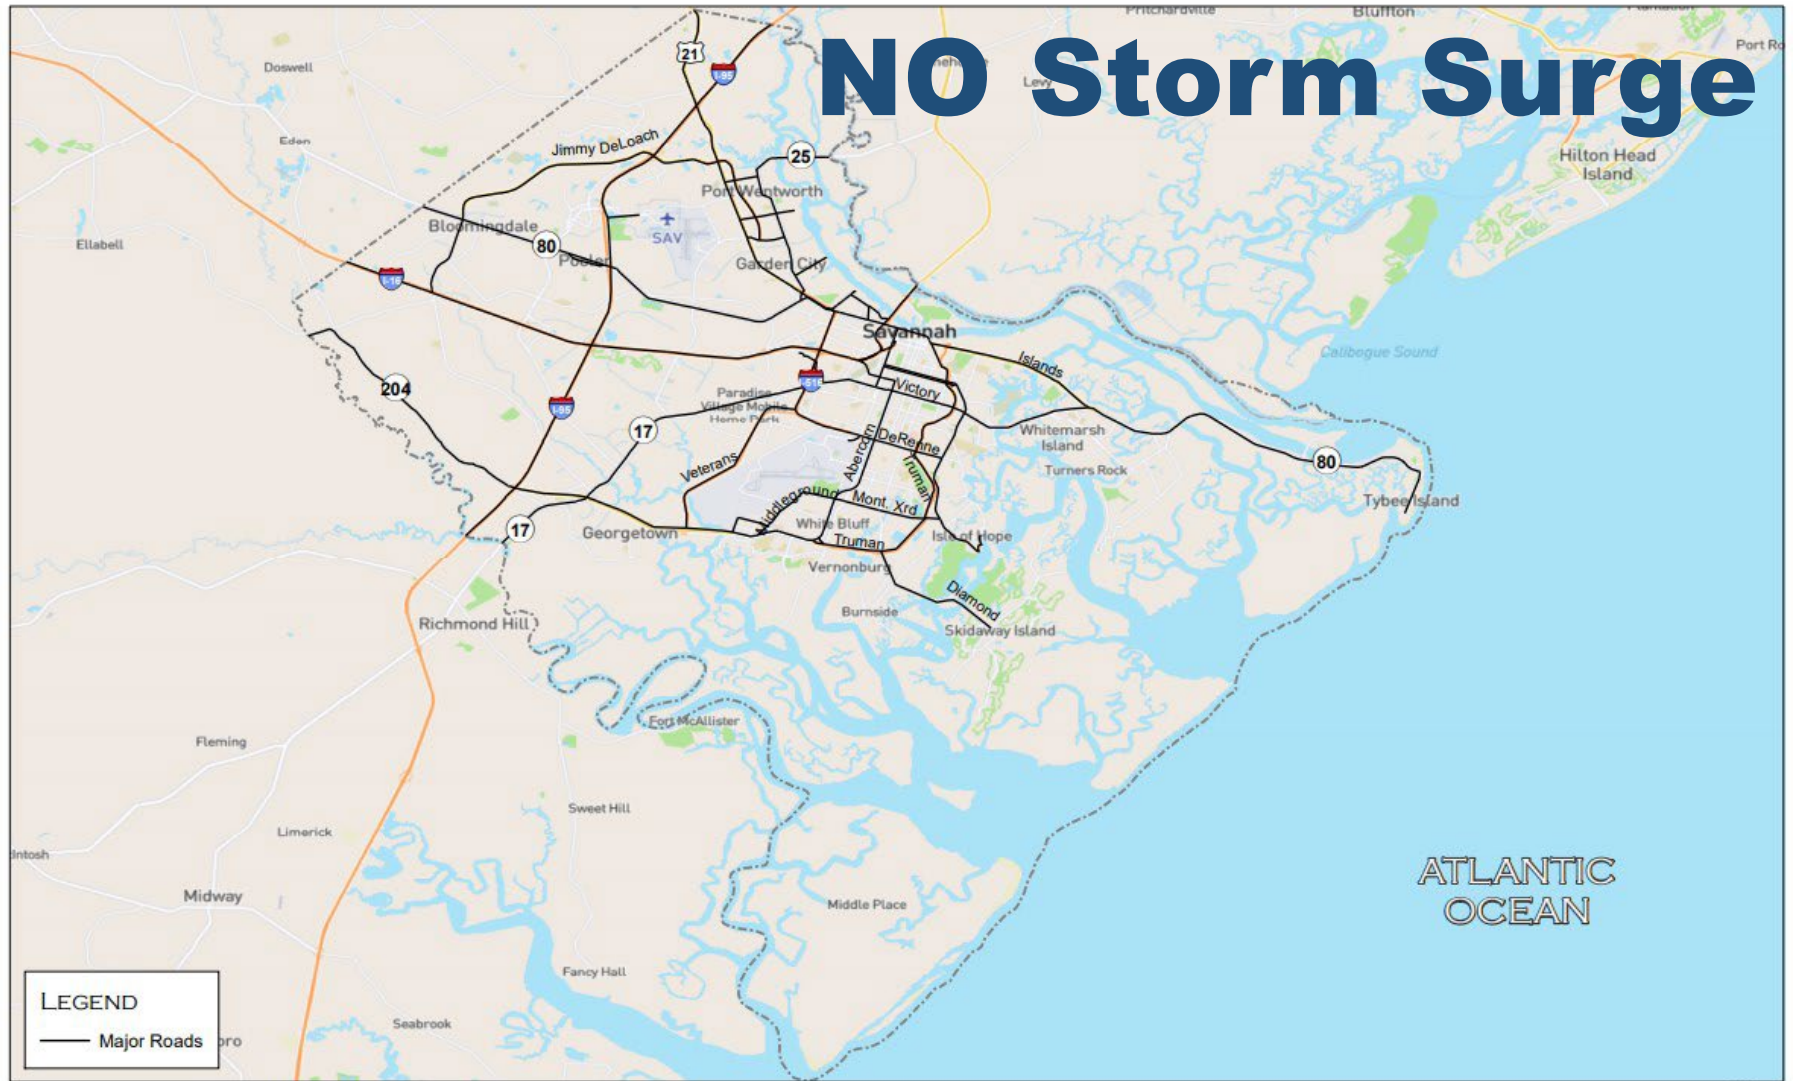 Pritchardville
Bluffton
NO Storm Surge
21
I-95
Doswell
Levy
Port Ro
Eden
Jimmy DeLoach
25
Hilton Head
Island
Port Wentworth
Bloomingdale
80
SAV
Ellabell
Pooler
Garden City
I-16
Savannah
Calibogue Sound
Islands
204
I-516
Victory
Paradise
Village Mobile
Home Park
I-95
17
Whitemarsh
Island
DeRenne
Abercorn
Veterans
Truman
Turners Rock
80
Tybee Island
Middleground
Mont. Xrd
White Bluff
17
Georgetown
Truman
Isle of Hope
Vernonburg
Diamond
Burnside
Richmond Hill
Skidaway Island
Fort McAllister
Fleming
Sweet Hill
Limerick
intosh
ATLANTIC
OCEAN
Midway
Middle Place
Fancy Hall
LEGEND
Major Roads
oro
Seabrook